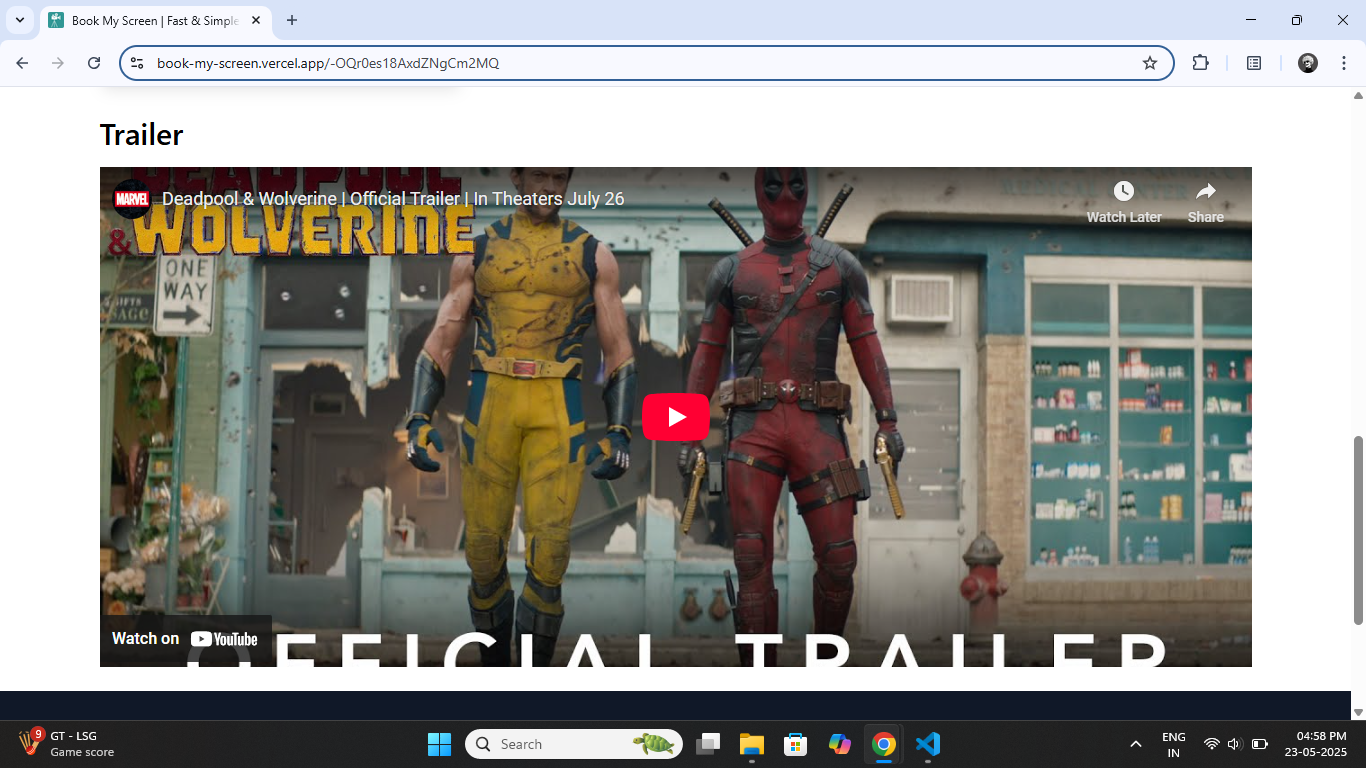 Book My Screen | Fast & Simple
book-my-screen.vercel.app/-OQr0es18AxdZNgCm2MQ
Trailer
MARVEL
Deadpool & Wolverine | Official Trailer | In Theaters July 26
Watch Later
Share
DEADPOOL
& WOLVERINE
ONE
WAY
GIFTS
Watch on YouTube
OFFICIAL TRAILER
9
GT - LSG
Game score
Search
ENG
IN
04:58 PM
23-05-2025